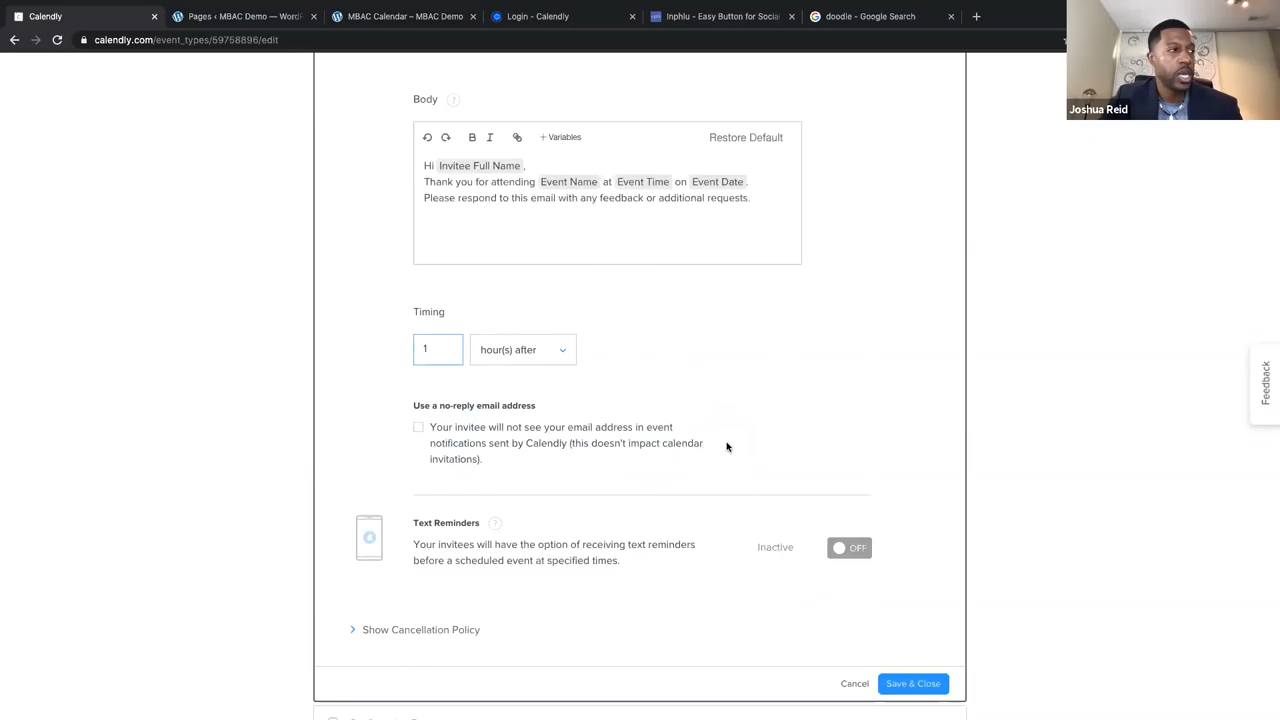 Calendly
Pages ‹ MBAC Demo — WordP
MBAC Calendar – MBAC Demo
Login - Calendly
Inphlu - Easy Button for Social
doodle - Google Search
calendly.com/event_types/59758896/edit
Joshua Reid
Body ?
B I + Variables Restore Default
Hi Invitee Full Name,
Thank you for attending Event Name at Event Time on Event Date.
Please respond to this email with any feedback or additional requests.
Timing
1 hour(s) after
Feedback
Use a no-reply email address
Your invitee will not see your email address in event
notifications sent by Calendly (this doesn't impact calendar
invitations).
Text Reminders ?
Your invitees will have the option of receiving text reminders
before a scheduled event at specified times.
Inactive OFF
Show Cancellation Policy
Cancel Save & Close